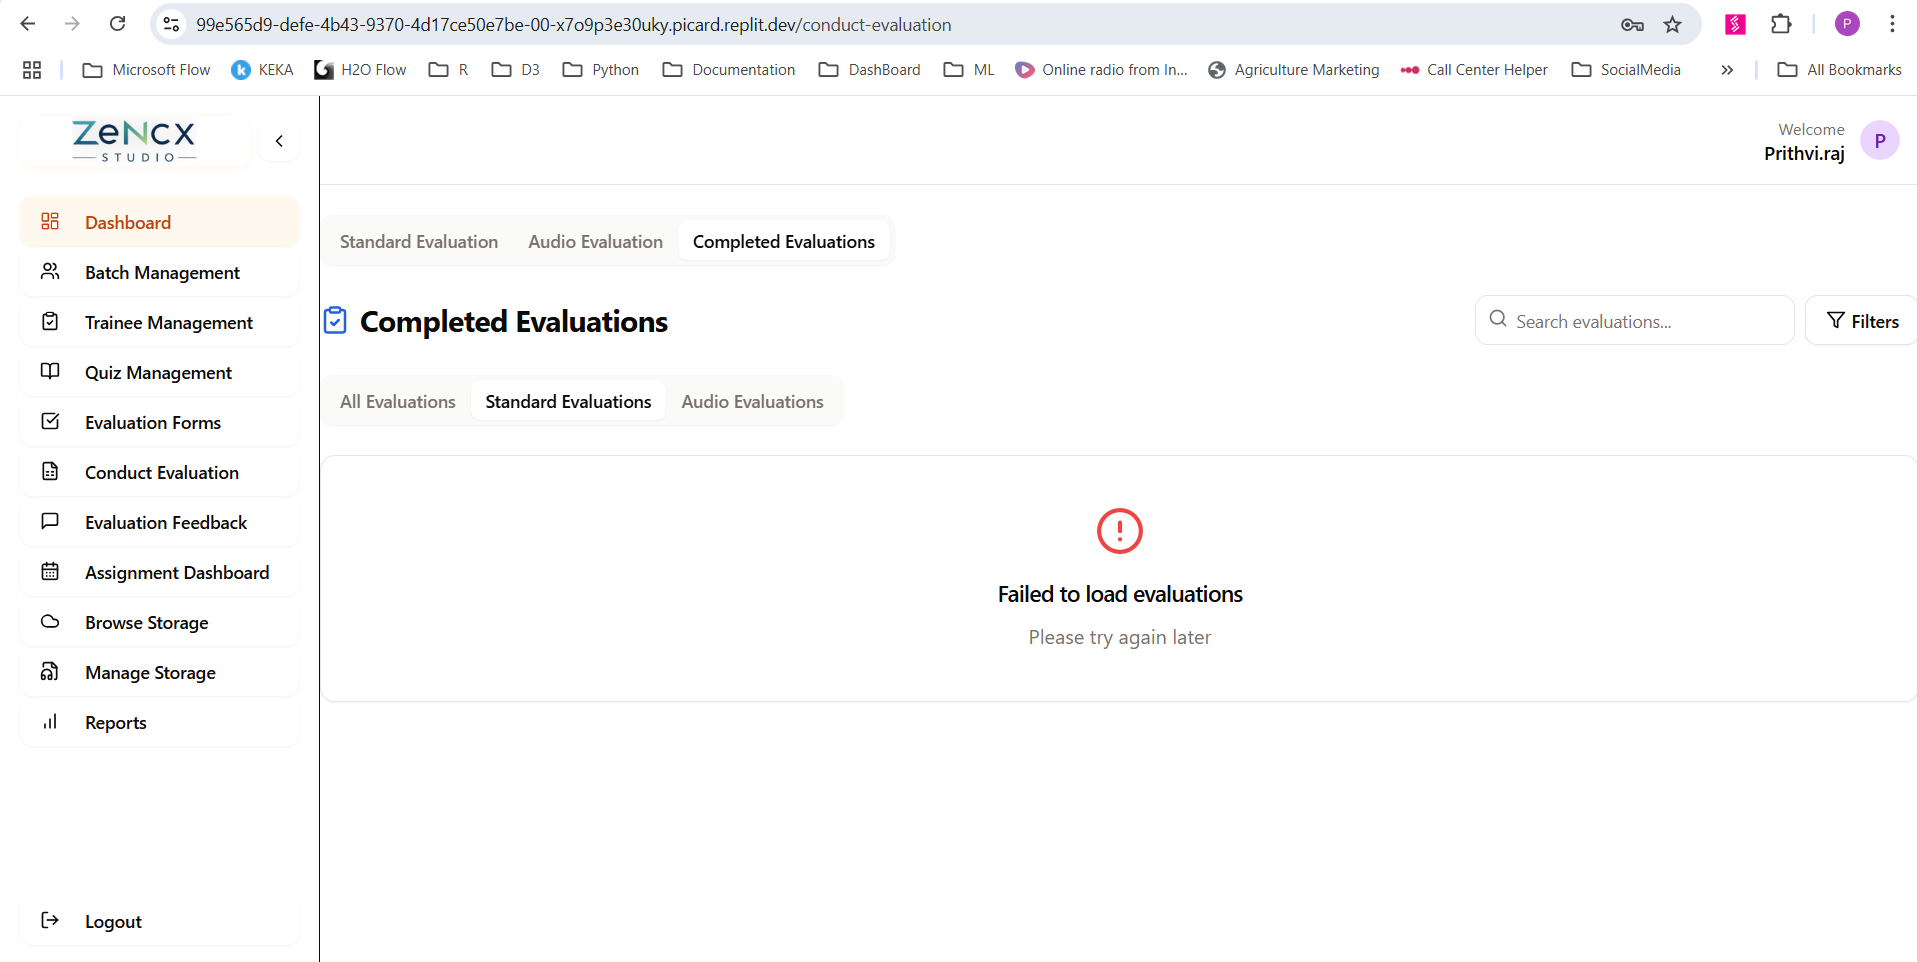 99e565d9-defe-4b43-9370-4d17ce50e7be-00-x7o9p3e30uky.picard.replit.dev/conduct-evaluation
P
Microsoft Flow KEKA H2O Flow R D3 Python Documentation DashBoard ML Online radio from In... Agriculture Marketing Call Center Helper SocialMedia All Bookmarks
ZeNCX
STUDIO
Welcome
Prithvi.raj
P
Dashboard
Batch Management
Trainee Management
Quiz Management
Evaluation Forms
Conduct Evaluation
Evaluation Feedback
Assignment Dashboard
Browse Storage
Manage Storage
Reports
Logout
Standard Evaluation Audio Evaluation Completed Evaluations
Completed Evaluations
Search evaluations...
Filters
All Evaluations Standard Evaluations Audio Evaluations
Failed to load evaluations
Please try again later